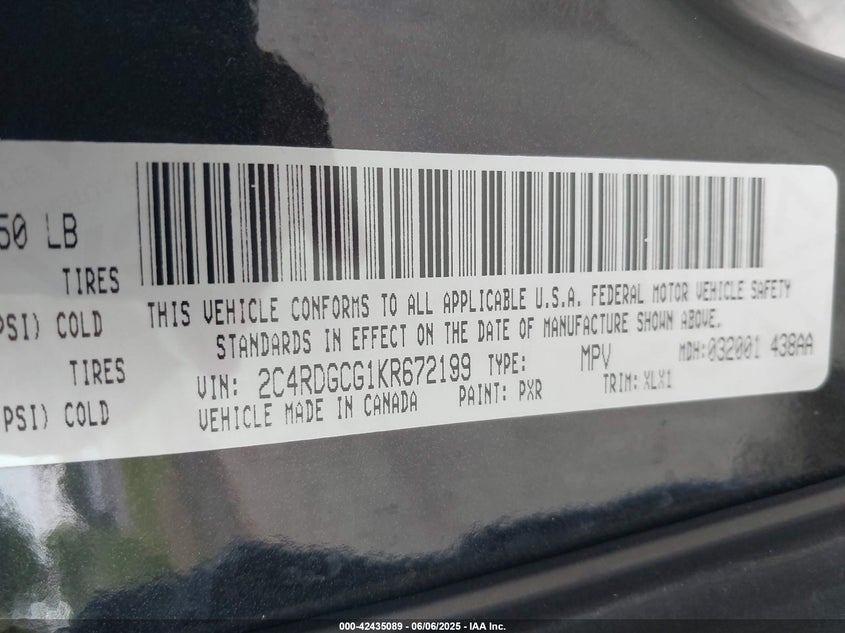 50 LB
TIRES
PSI) COLD
TIRES
PSI) COLD
THIS VEHICLE CONFORMS TO ALL APPLICABLE U.S.A. FEDERAL MOTOR VEHICLE SAFETY
STANDARDS IN EFFECT ON THE DATE OF MANUFACTURE SHOWN ABOVE.
VIN: 2C4RDGCG1KR672199 TYPE: MPV MDH:032001 438AA
VEHICLE MADE IN CANADA PAINT: PXR TRIM: XLX1
000-42435089 - 06/06/2025 - IAA Inc.